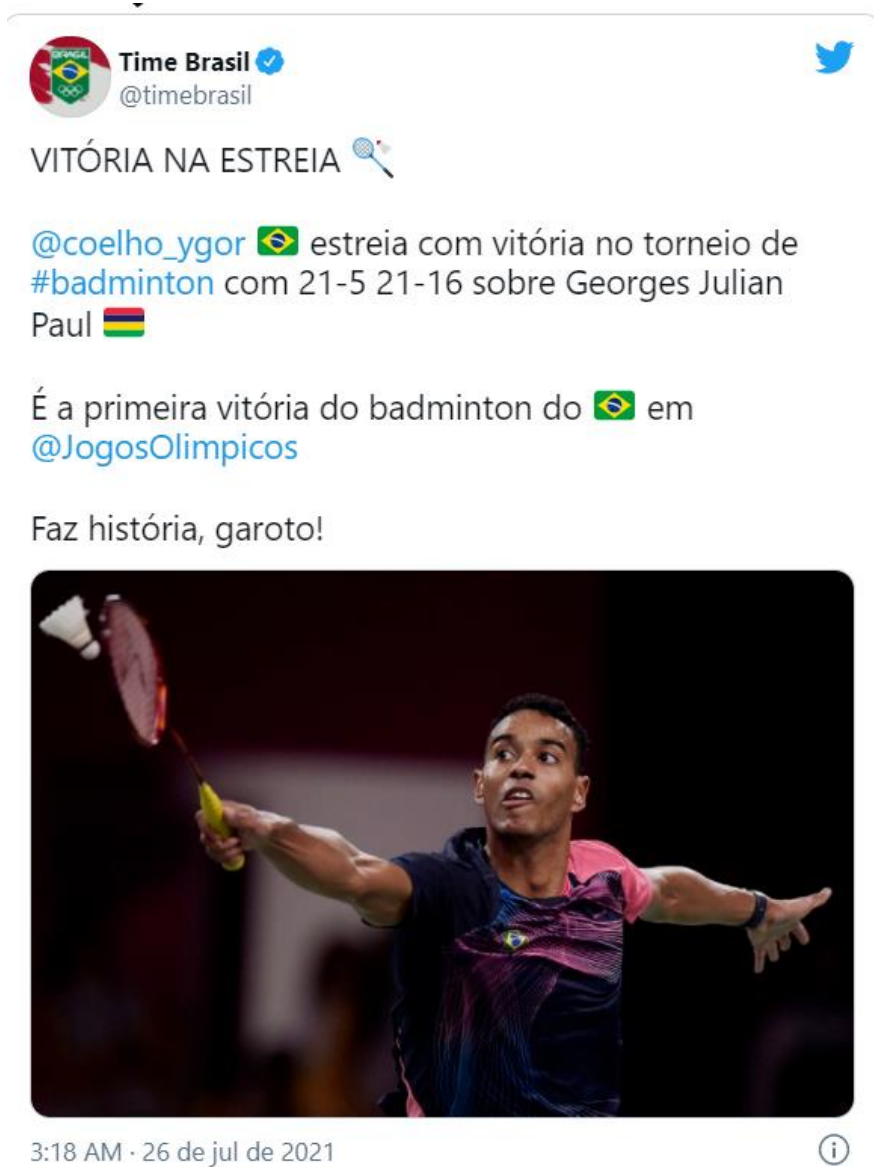 Time Brasil
@timebrasil
VITÓRIA NA ESTREIA
@coelho_ygor estreia com vitória no torneio de
#badminton com 21-5 21-16 sobre Georges Julian
Paul
É a primeira vitória do badminton do em
@JogosOlimpicos
Faz história, garoto!
3:18 AM · 26 de jul de 2021